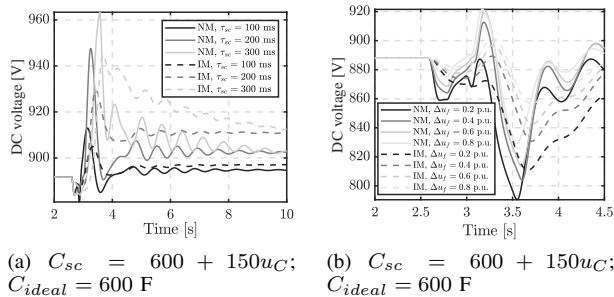 960
940
920
900
DC voltage [V]
NM, τsc = 100 ms
NM, τsc = 200 ms
NM, τsc = 300 ms
IM, τsc = 100 ms
IM, τsc = 200 ms
IM, τsc = 300 ms
2 4 6 8 10
Time [s]
920
900
880
860
840
820
800
DC voltage [V]
NM, Δuf = 0.2 p.u.
NM, Δuf = 0.4 p.u.
NM, Δuf = 0.6 p.u.
NM, Δuf = 0.8 p.u.
IM, Δuf = 0.2 p.u.
IM, Δuf = 0.4 p.u.
IM, Δuf = 0.6 p.u.
IM, Δuf = 0.8 p.u.
2 2.5 3 3.5 4 4.5
Time [s]
(a) Csc = 600 + 150uC;
Cideal = 600 F
(b) Csc = 600 + 150uC;
Cideal = 600 F